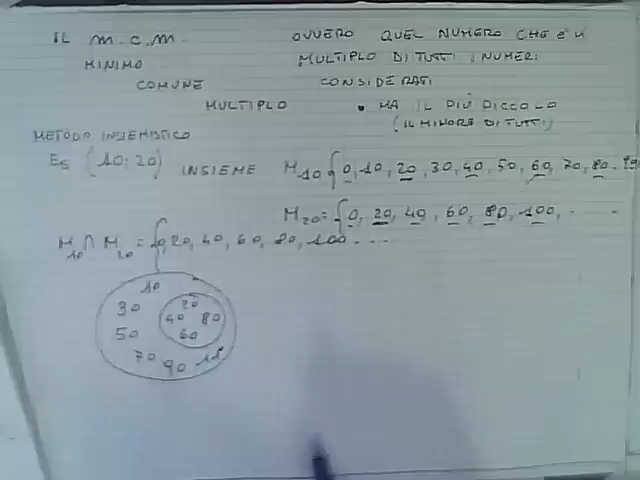 IL m.c.m. OVVERO QUEL NUMERO CHE è
MINIMO MULTIPLO DI TUTTI i NUMERI
COMUNE CONSIDERATI
MULTIPLO • MA IL PIÙ PICCOLO
(IL MINORE DI TUTTI)
METODO INSIEMISTICO
ES (10; 20) INSIEME M10 {0, 10, 20, 30, 40, 50, 60, 70, 80
M20 = {0, 20, 40, 60, 80, 100, ...
M10 ∩ M20 = {0, 20, 40, 60, 80, 100 ....
10
30 20
40 80
50 60
70 90